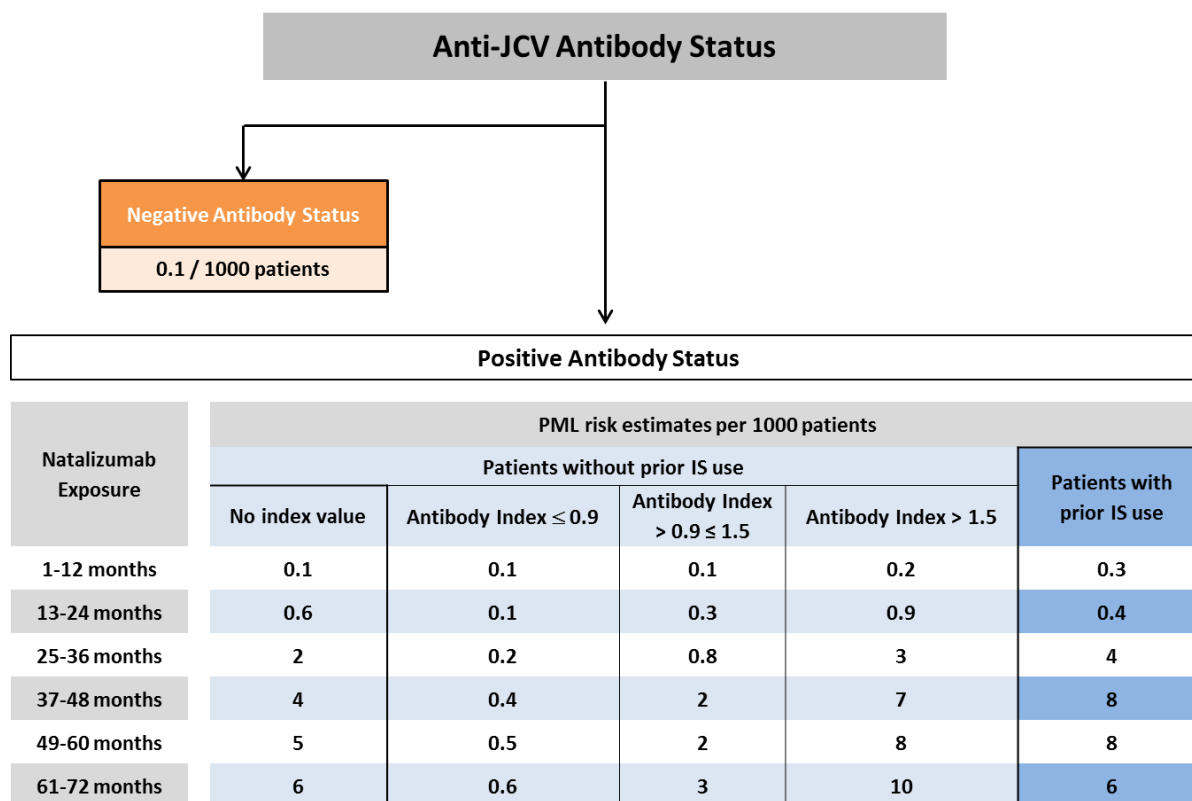 Anti-JCV Antibody Status
Negative Antibody Status
0.1 / 1000 patients
Positive Antibody Status
Natalizumab
Exposure
PML risk estimates per 1000 patients
Patients without prior IS use
Patients with
prior IS use
No index value
Antibody Index ≤ 0.9
Antibody Index
> 0.9 ≤ 1.5
Antibody Index > 1.5
1-12 months 0.1 0.1 0.1 0.2 0.3
13-24 months 0.6 0.1 0.3 0.9 0.4
25-36 months 2 0.2 0.8 3 4
37-48 months 4 0.4 2 7 8
49-60 months 5 0.5 2 8 8
61-72 months 6 0.6 3 10 6